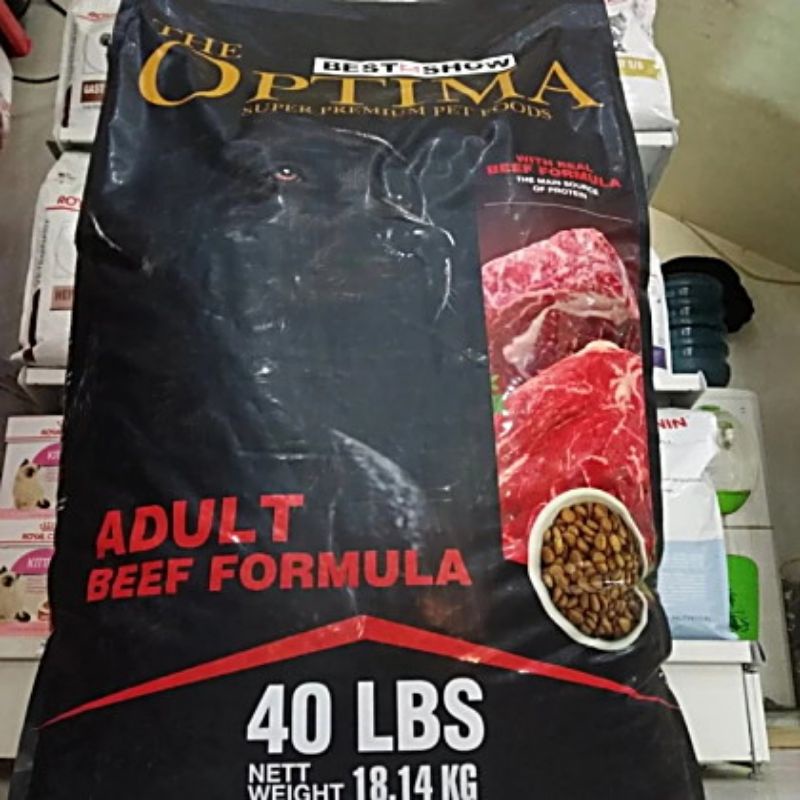 THE
BEST IN SHOW
OPTIMA
SUPER PREMIUM PET FOODS
WITH REAL
BEEF FORMULA
THE MAIN SOURCE
OF PROTEIN
ADULT
BEEF FORMULA
40 LBS
NETT
WEIGHT 18,14 KG